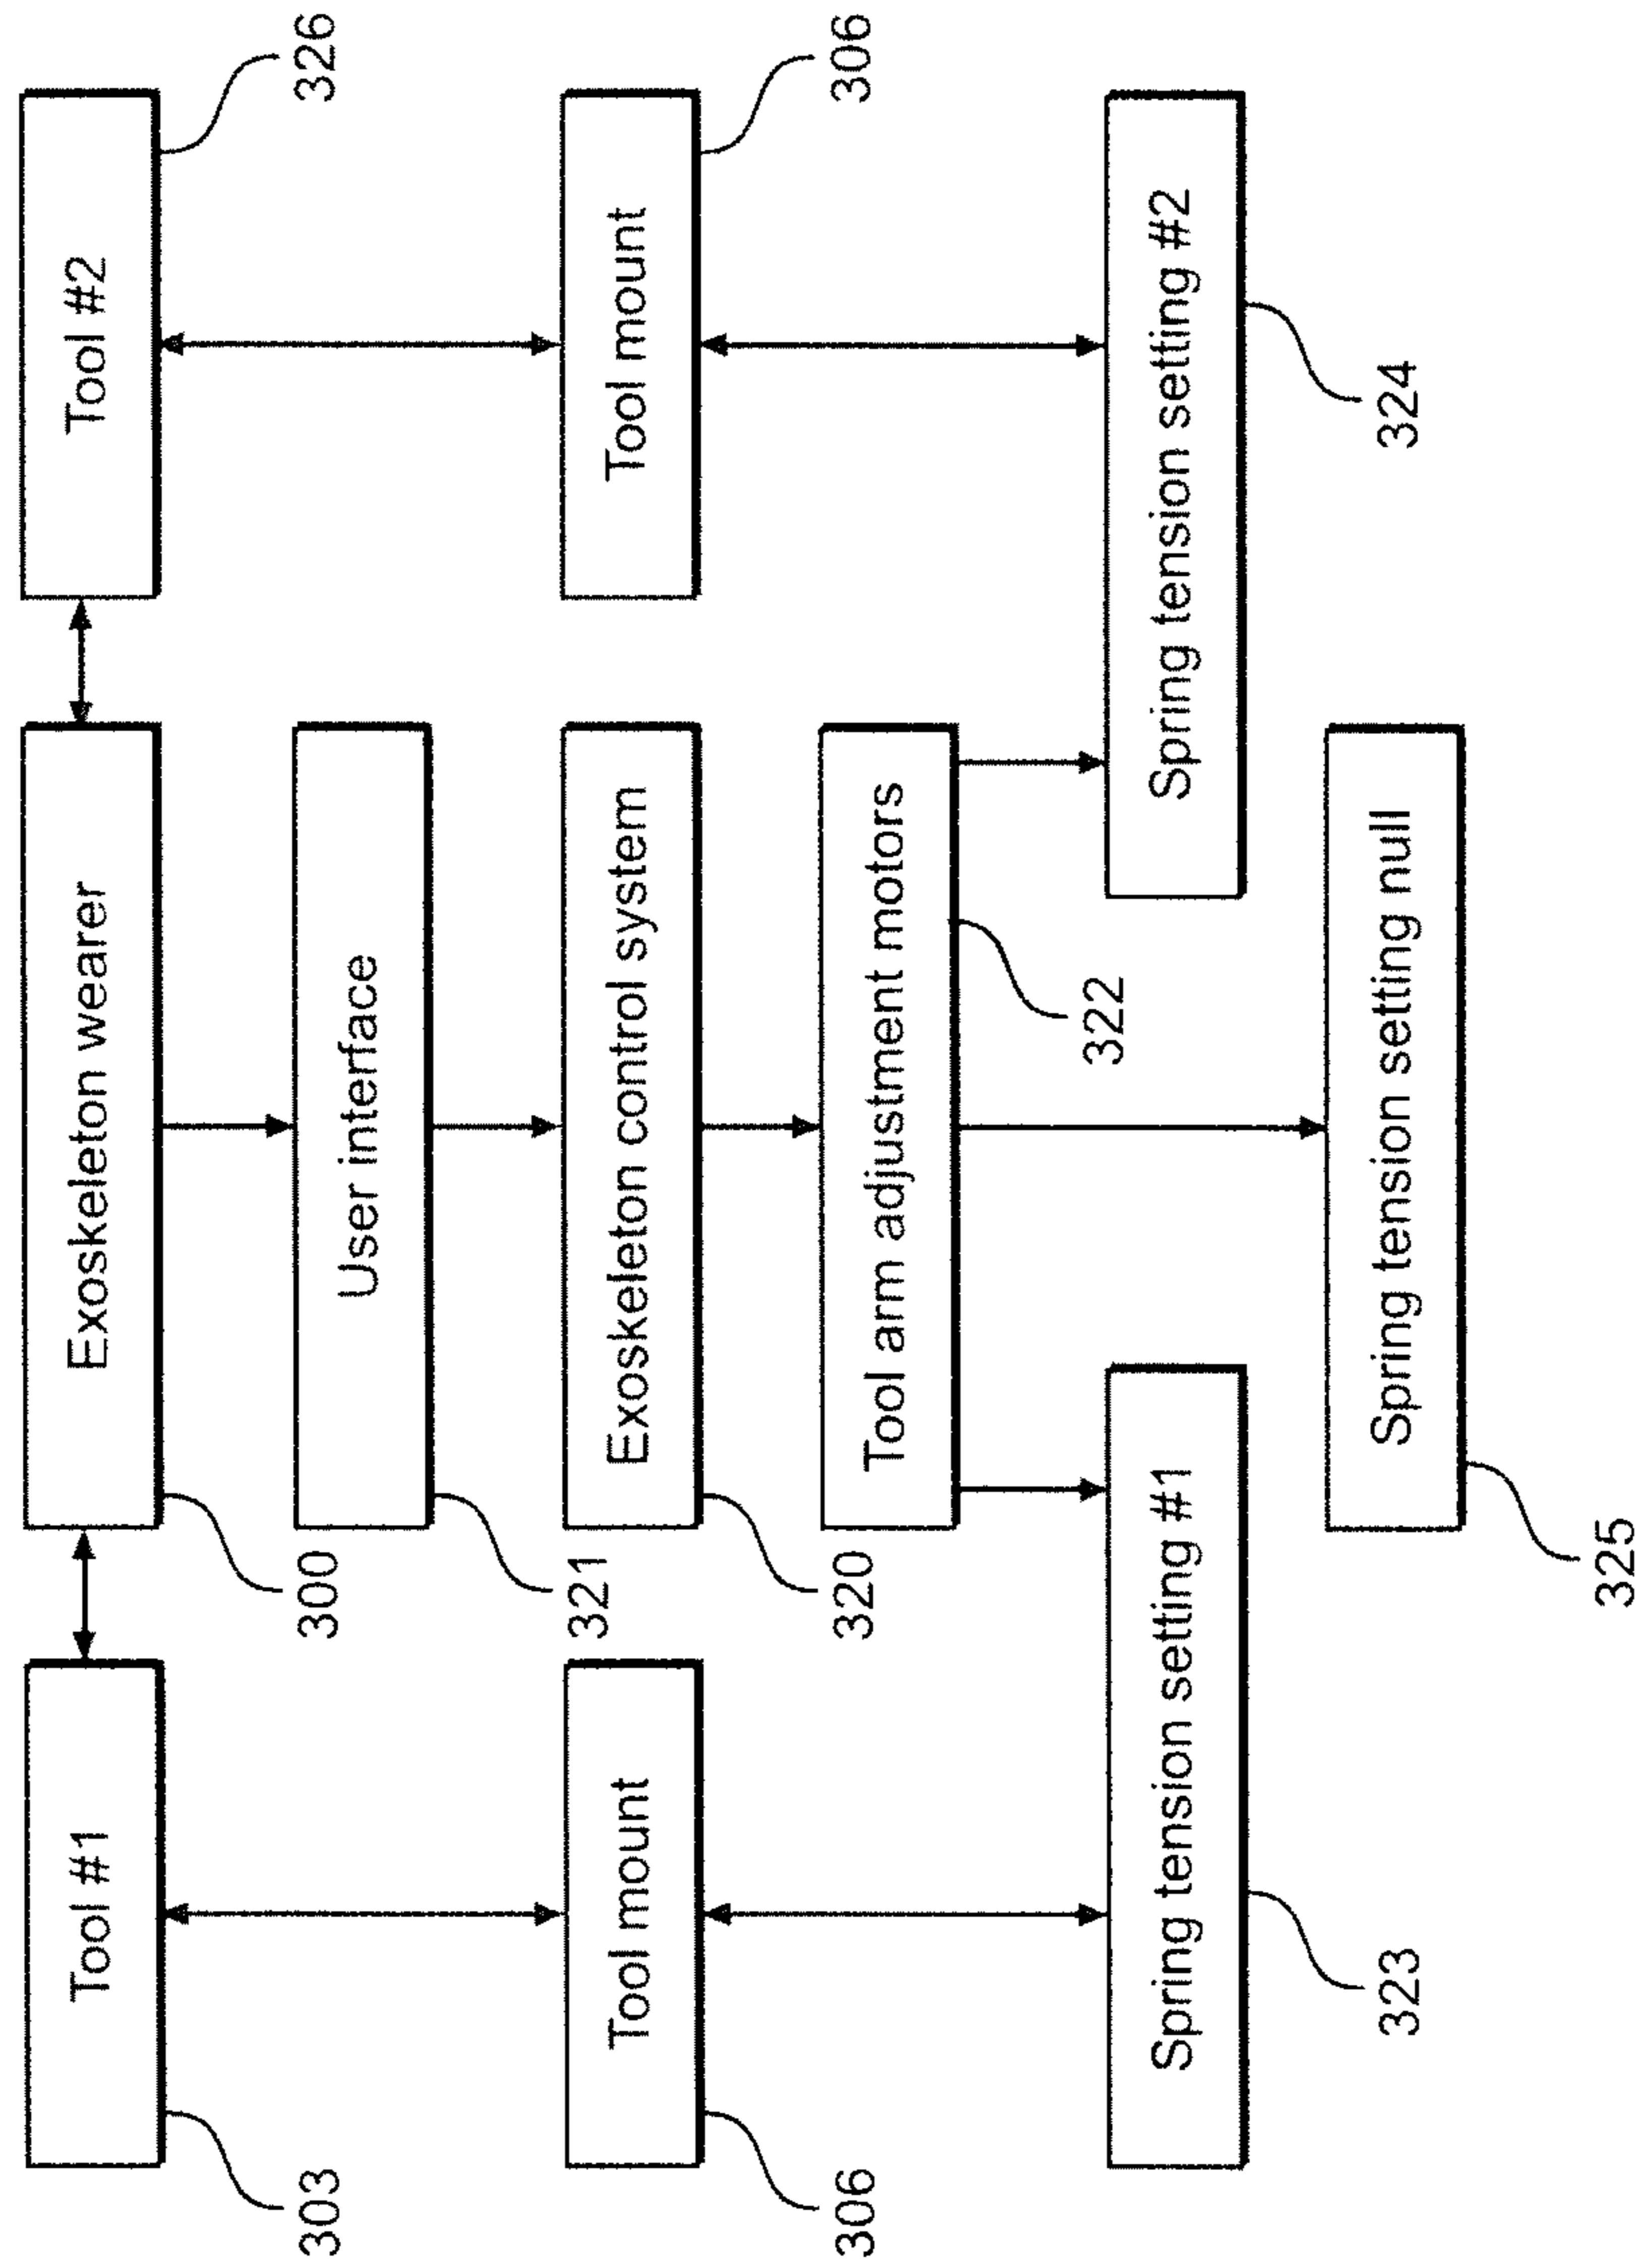 Tool #1
Exoskeleton wearer
Tool #2
303
300
326
User interface
321
Tool mount
Exoskeleton control system
Tool mount
306
320
306
Tool arm adjustment motors
322
Spring tension setting #1
Spring tension setting #2
323
324
Spring tension setting null
325